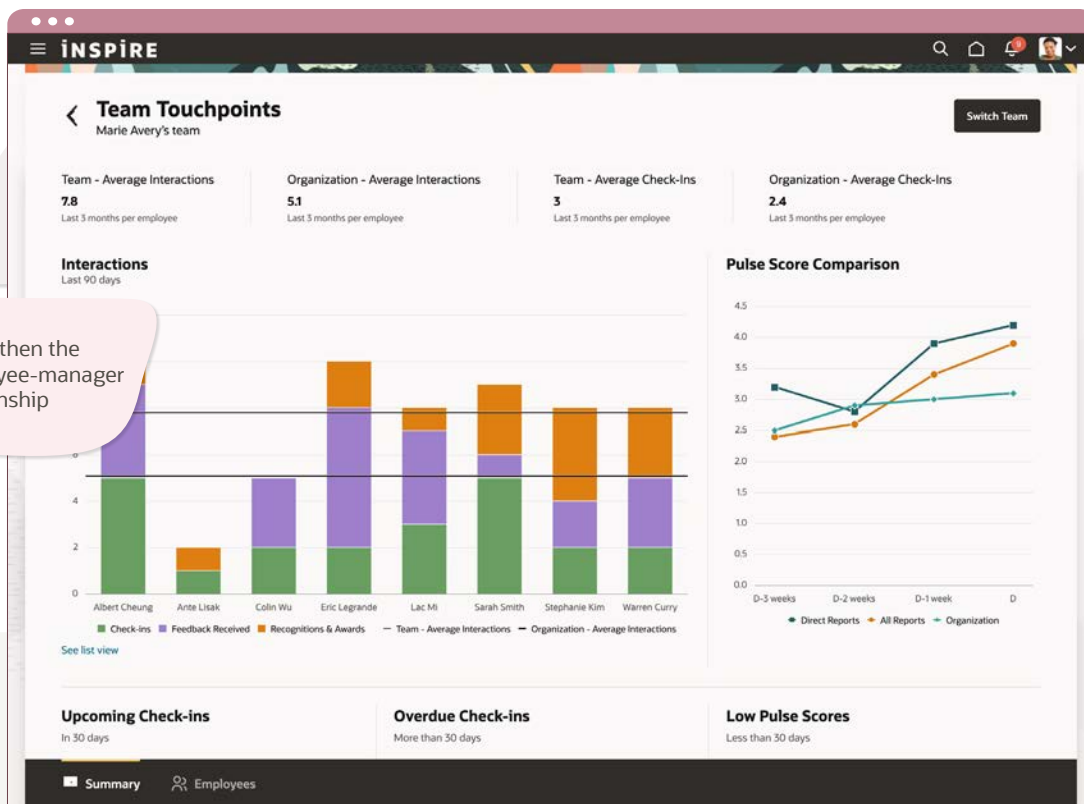 iNSPiRE
9
Team Touchpoints
Marie Avery's team
Switch Team
Team - Average Interactions
7.8
Last 3 months per employee
Organization - Average Interactions
5.1
Last 3 months per employee
Team - Average Check-Ins
3
Last 3 months per employee
Organization - Average Check-Ins
2.4
Last 3 months per employee
Interactions
Last 90 days
then the
yee-manager
nship
4
2
0
Albert Cheung
Ante Lisak
Colin Wu
Eric Legrande
Lac Mi
Sarah Smith
Stephanie Kim
Warren Curry
Check-ins Feedback Received Recognitions & Awards Team - Average Interactions Organization - Average Interactions
See list view
Pulse Score Comparison
4.5
4.0
3.5
3.0
2.5
2.0
1.5
1.0
0.5
0.0
D-3 weeks
D-2 weeks
D-1 week
D
Direct Reports All Reports Organization
Upcoming Check-ins
In 30 days
Overdue Check-ins
More than 30 days
Low Pulse Scores
Less than 30 days
Summary
Employees